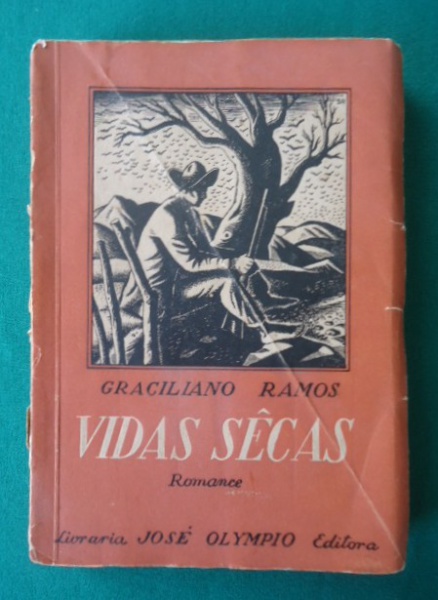 GRACILIANO RAMOS
VIDAS SÊCAS
Romance
Livraria JOSÉ OLYMPIO Editora